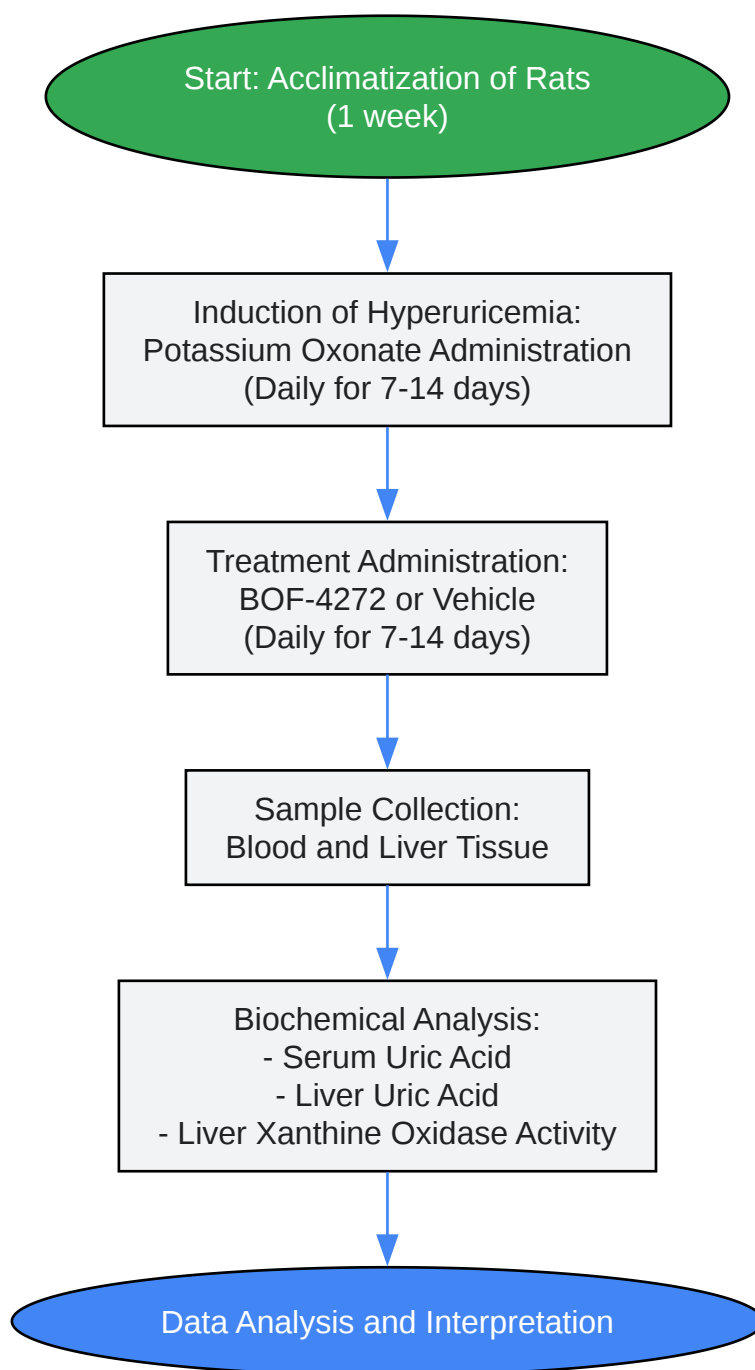 Start: Acclimatization of Rats
(1 week)
Induction of Hyperuricemia:
Potassium Oxonate Administration
(Daily for 7-14 days)
Treatment Administration:
BOF-4272 or Vehicle
(Daily for 7-14 days)
Sample Collection:
Blood and Liver Tissue
Biochemical Analysis:
- Serum Uric Acid
- Liver Uric Acid
- Liver Xanthine Oxidase Activity
Data Analysis and Interpretation